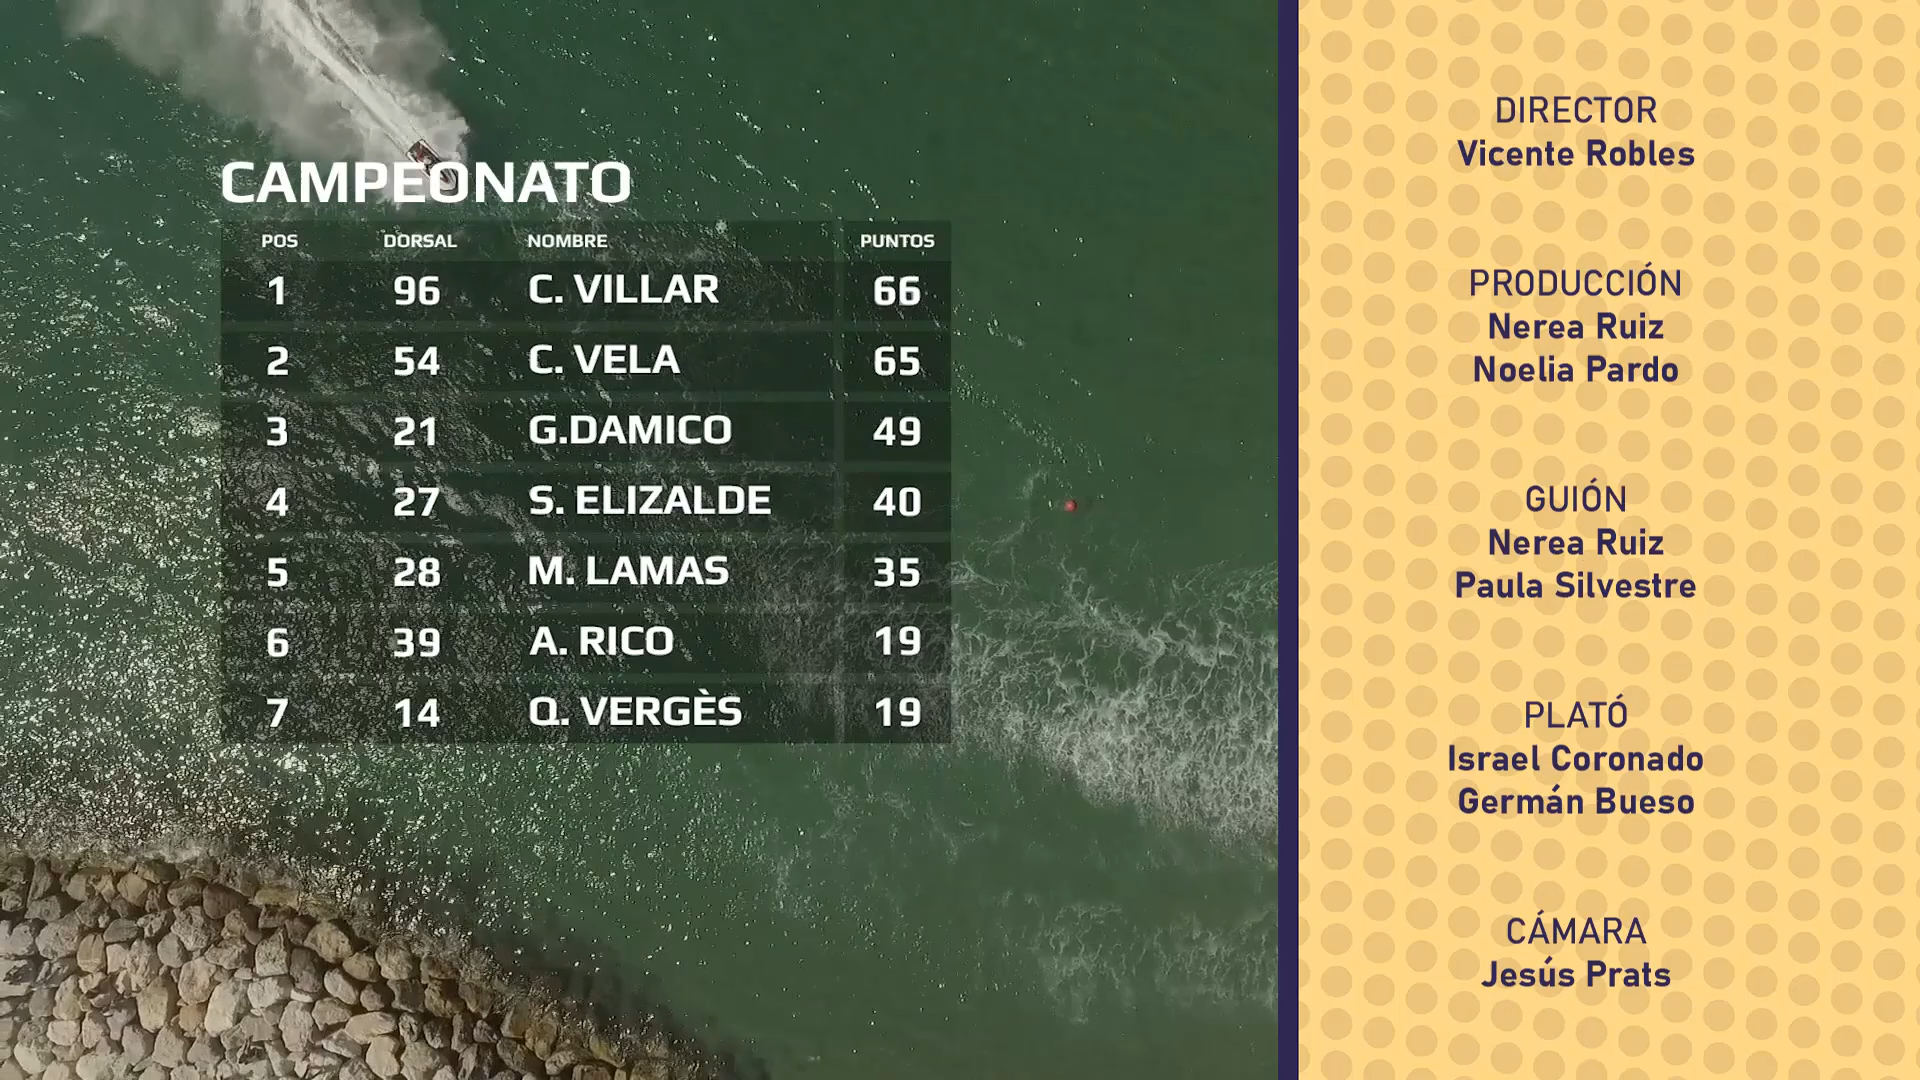 CAMPEONATO
POS DORSAL NOMBRE PUNTOS
1 96 C. VILLAR 66
2 54 C. VELA 65
3 21 G.DAMICO 49
4 27 S. ELIZALDE 40
5 28 M. LAMAS 35
6 39 A. RICO 19
7 14 Q. VERGÈS 19
DIRECTOR
Vicente Robles
PRODUCCIÓN
Nerea Ruiz
Noelia Pardo
GUIÓN
Nerea Ruiz
Paula Silvestre
PLATÓ
Israel Coronado
Germán Bueso
CÁMARA
Jesús Prats